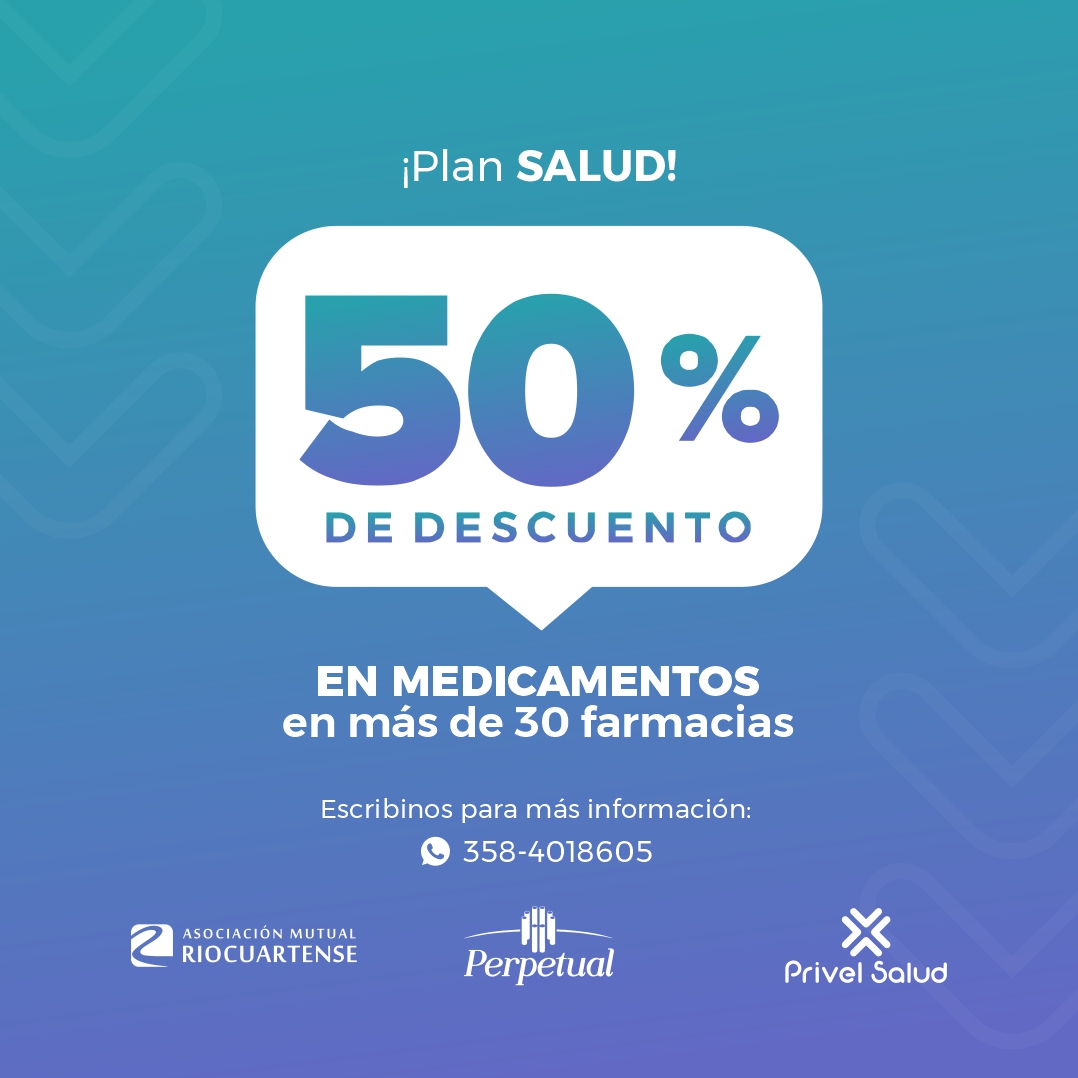 ¡Plan SALUD!
50%
DE DESCUENTO
EN MEDICAMENTOS
en más de 30 farmacias
Escribinos para más información:
358-4018605
ASOCIACIÓN MUTUAL
RIOCUARTENSE
Perpetual
Privel Salud